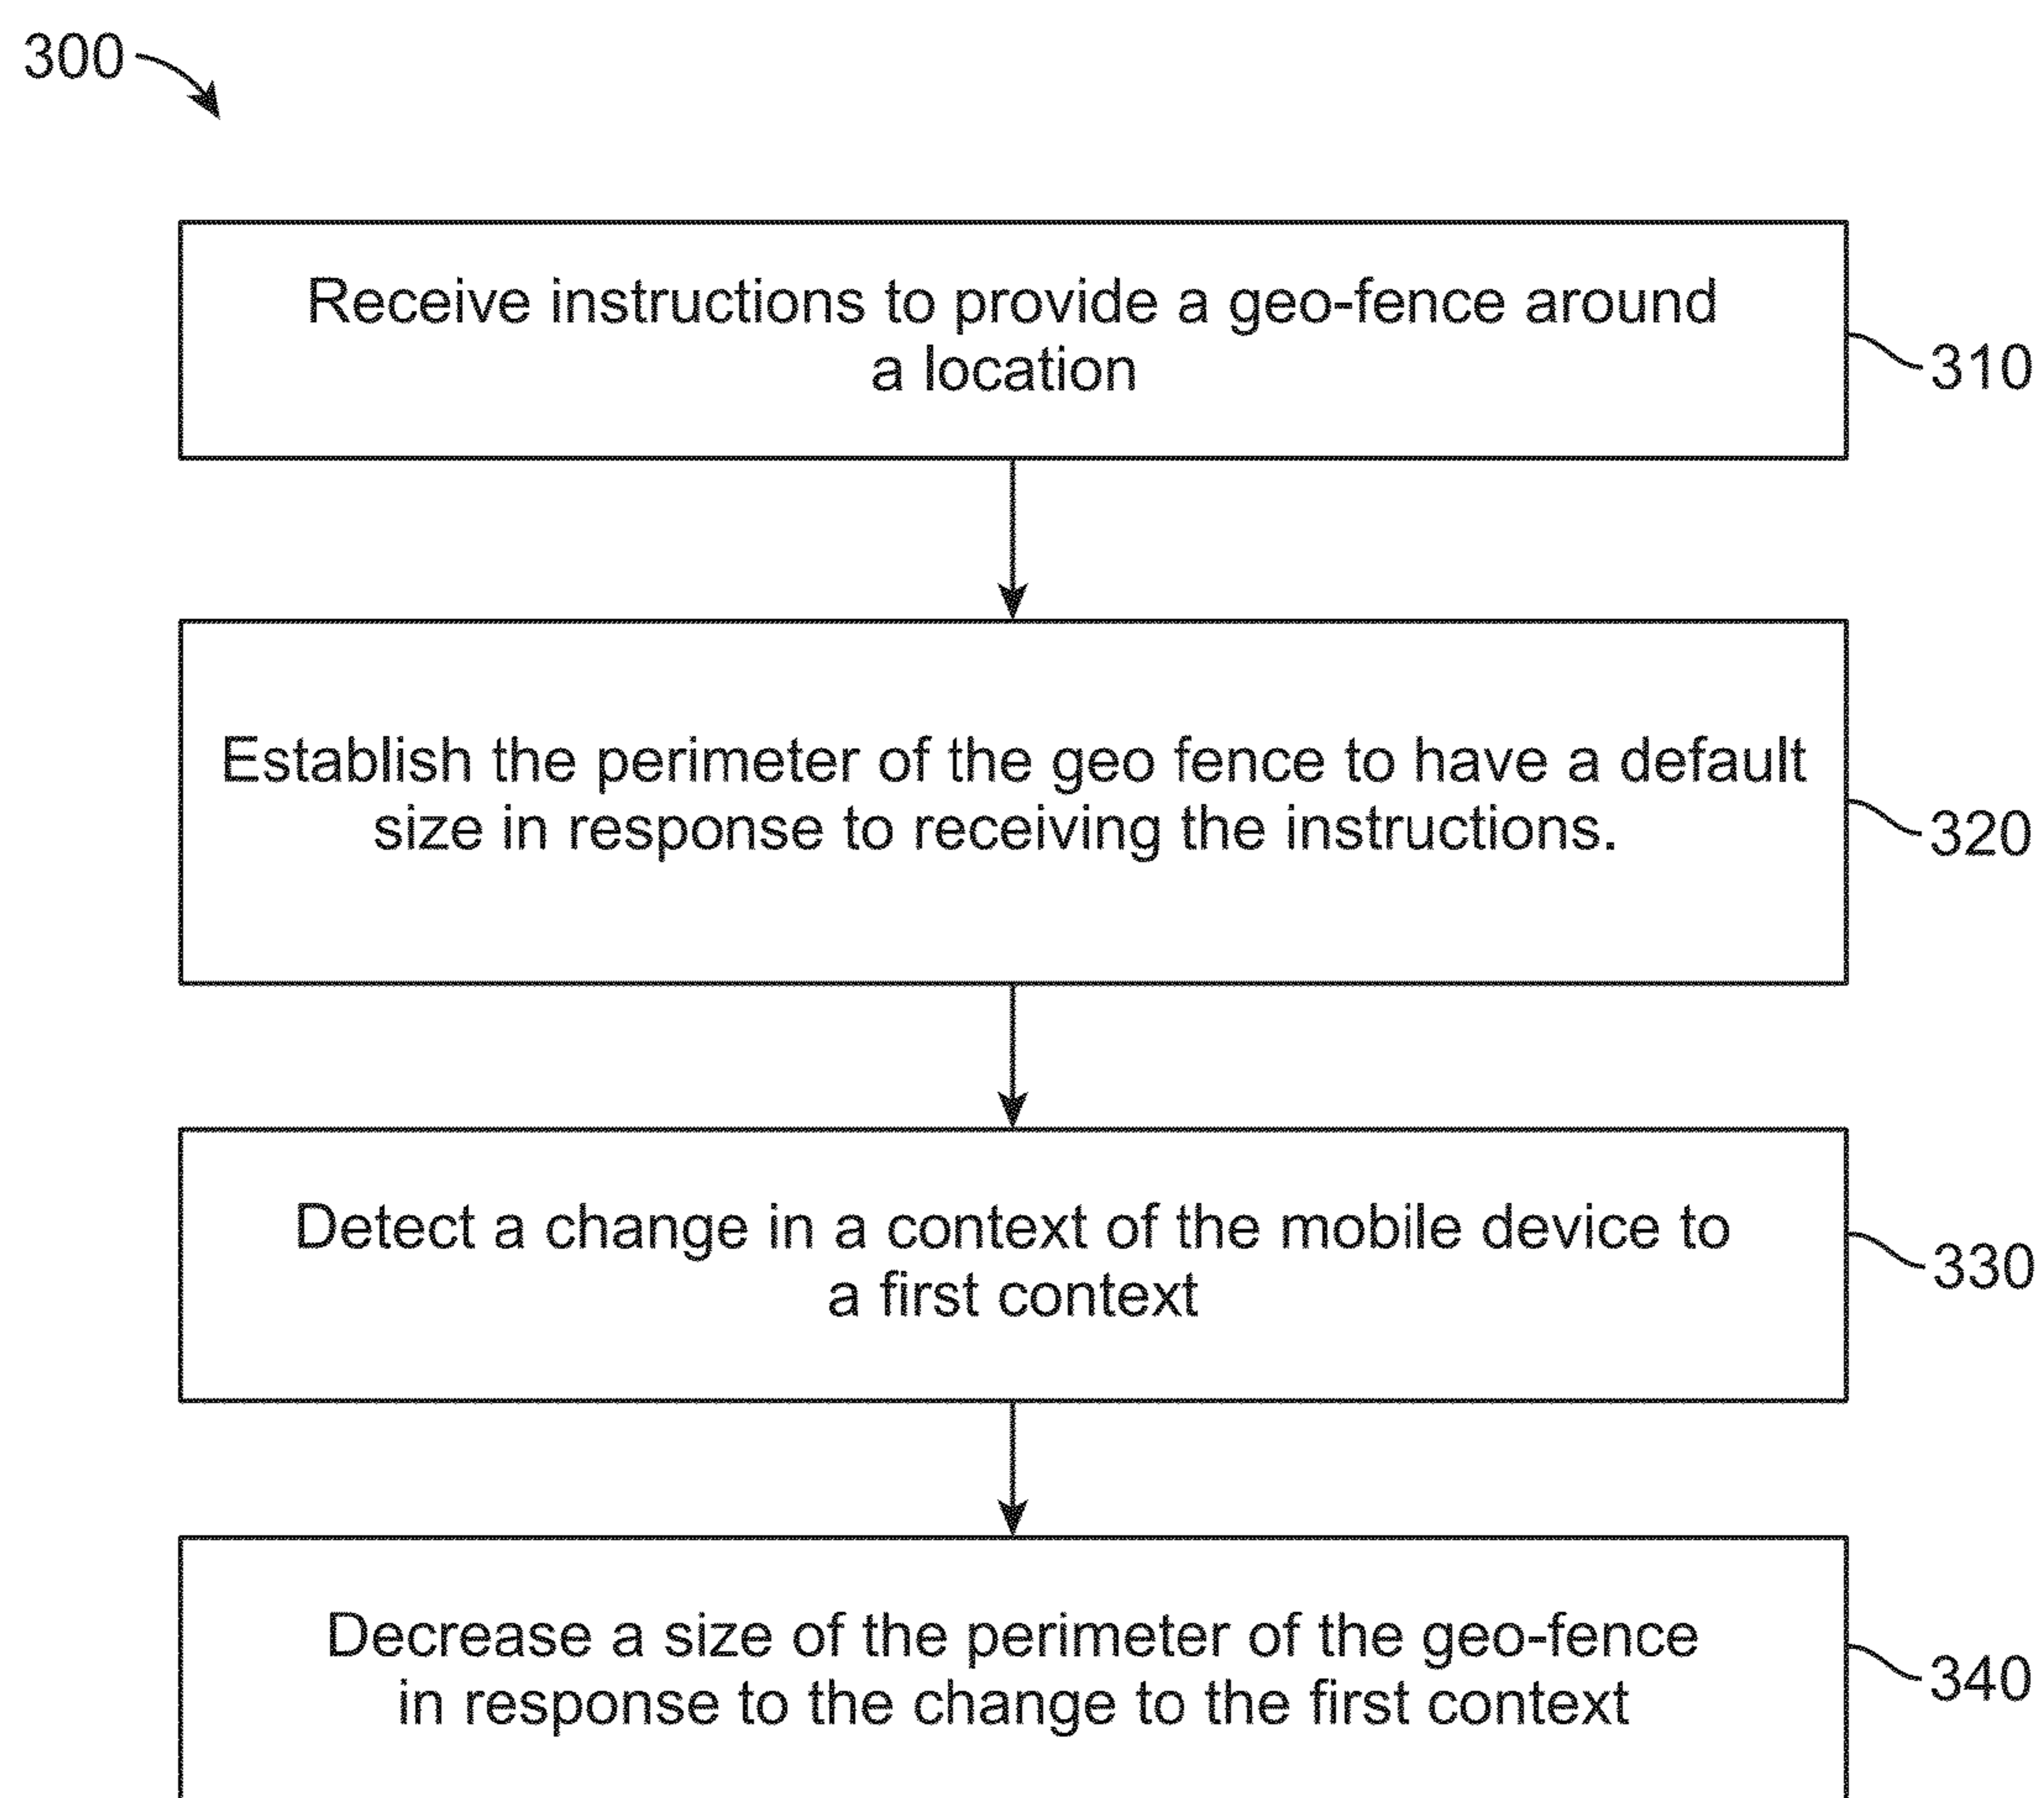 300
Receive instructions to provide a geo-fence around
a location
310
Establish the perimeter of the geo fence to have a default
size in response to receiving the instructions.
320
Detect a change in a context of the mobile device to
a first context
330
Decrease a size of the perimeter of the geo-fence
in response to the change to the first context
340